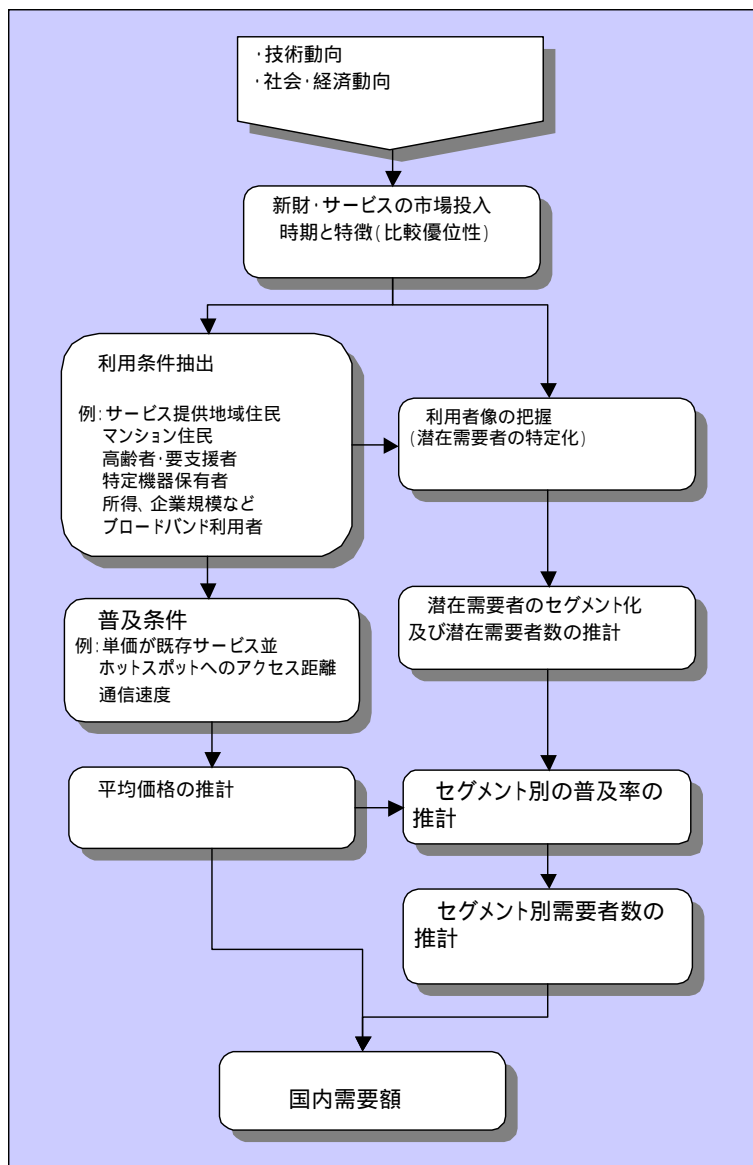 ・技術動向
・社会・経済動向
新財・サービスの市場投入
時期と特徴(比較優位性)
利用条件抽出
例：サービス提供地域住民
マンション住民
高齢者・要支援者
特定機器保有者
所得、企業規模など
ブロードバンド利用者
利用者像の把握
(潜在需要者の特定化)
普及条件
例：単価が既存サービス並
ホットスポットへのアクセス距離
通信速度
潜在需要者のセグメント化
及び潜在需要者数の推計
平均価格の推計
セグメント別の普及率の
推計
セグメント別需要者数の
推計
国内需要額